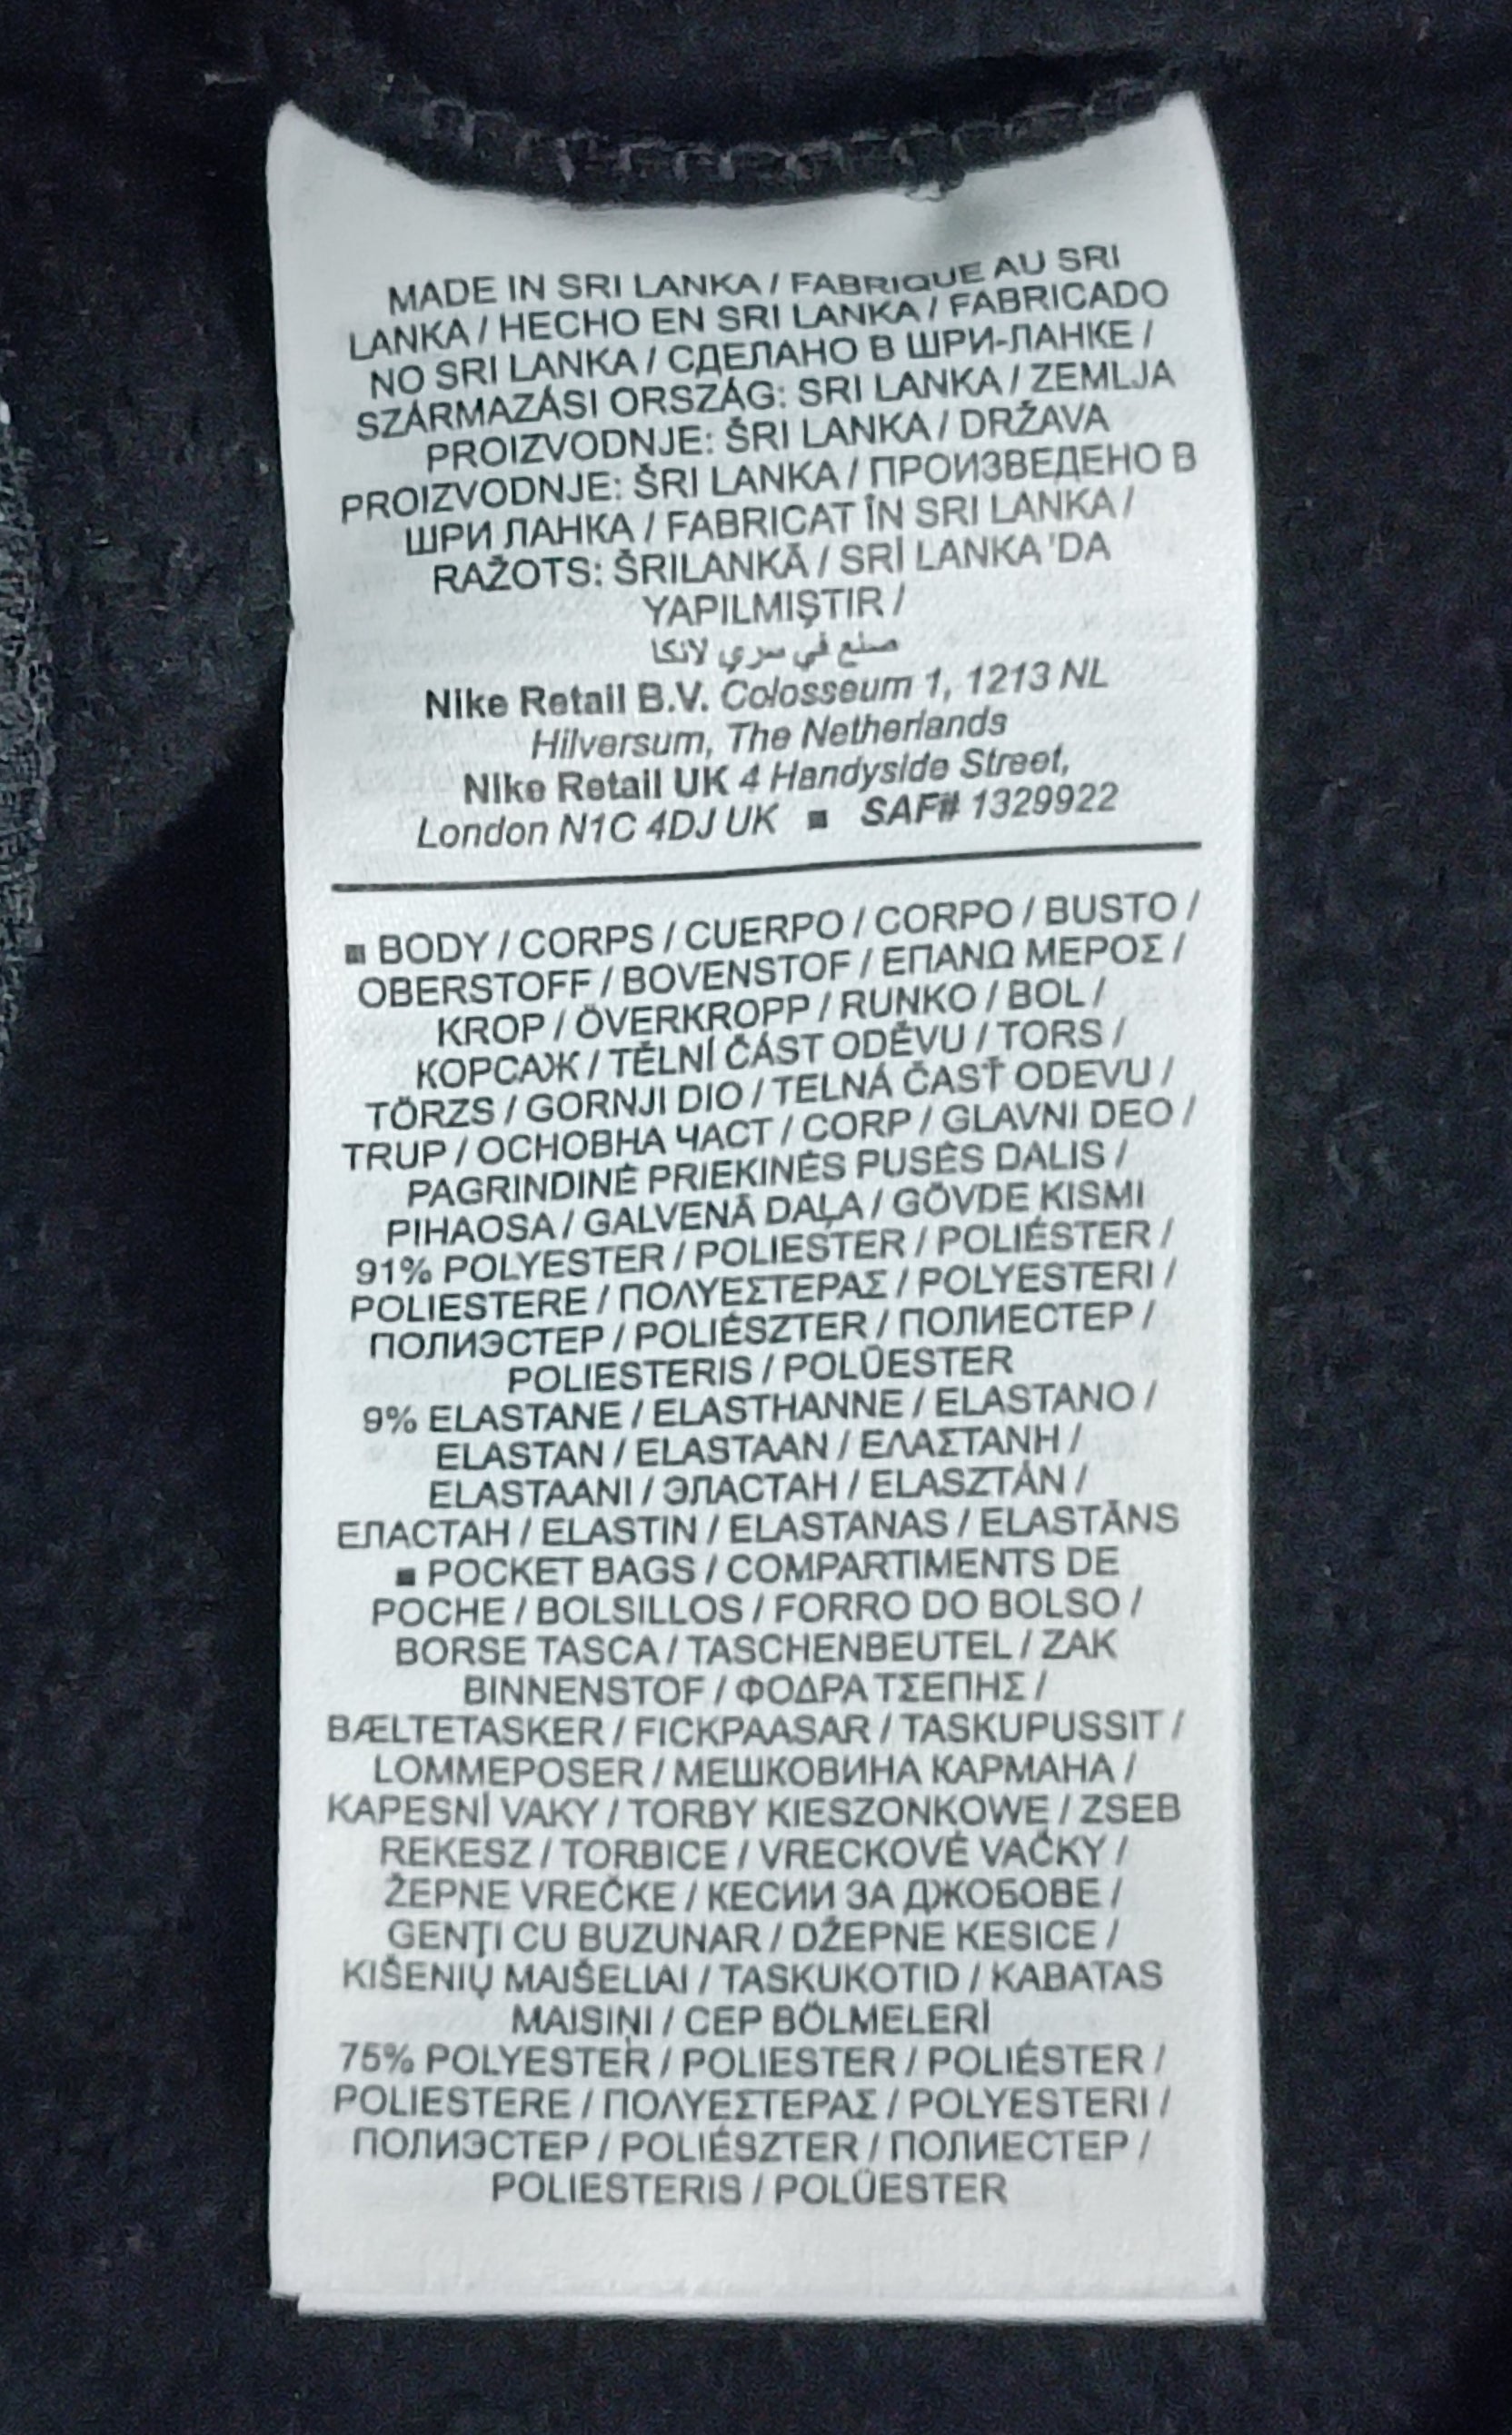 MADE IN SRI LANKA / FABRIQUE AU SRI
LANKA / HECHO EN SRI LANKA / FABRICADO
NO SRI LANKA / СДЕЛАНО В ШРИ-ЛАНКЕ /
SZÁRMAZÁSI ORSZÁG: SRI LANKA / ZEMLJA
PROIZVODNJE: ŠRI LANKA / DRŽAVA
PROIZVODNJE: ŠRI LANKA / ПРОИЗВЕДЕНО В
ШРИ ЛАНКА / FABRICAT ÎN SRI LANKA /
RAŽOTS: ŠRILANKĀ / SRİ LANKA 'DA
YAPILMIŞTIR /
صنع في سري لانكا
Nike Retail B.V. Colosseum 1, 1213 NL
Hilversum, The Netherlands
Nike Retail UK 4 Handyside Street,
London N1C 4DJ UK ■ SAF# 1329922
■ BODY / CORPS / CUERPO / CORPO / BUSTO /
OBERSTOFF / BOVENSTOF / ΕΠΑΝΩ ΜΕΡΟΣ /
KROP / ÖVERKROPP / RUNKO / BOL /
КОРСАЖ / TĚLNÍ ČÁST ODĚVU / TORS /
TÖRZS / GORNJI DIO / TELNÁ ČASŤ ODEVU /
TRUP / ОСНОВНА ЧАСТ / CORP / GLAVNI DEO /
PAGRINDINĖ PRIEKINĖS PUSĖS DALIS /
PIHAOSA / GALVENĀ DAĻA / GÖVDE KISMI
91% POLYESTER / POLIESTER / POLIÉSTER /
POLIESTERE / ΠΟΛΥΕΣΤΕΡΑΣ / POLYESTERI /
ПОЛИЭСТЕР / POLIÉSZTER / ПОЛИЕСТЕР /
POLIESTERIS / POLÜESTER
9% ELASTANE / ELASTHANNE / ELASTANO /
ELASTAN / ELASTAAN / ΕΛΑΣΤΑΝΗ /
ELASTAANI / ЭЛАСТАН / ELASZTÁN /
ЕЛАСТАН / ELASTIN / ELASTANAS / ELASTĀNS
■ POCKET BAGS / COMPARTIMENTS DE
POCHE / BOLSILLOS / FORRO DO BOLSO /
BORSE TASCA / TASCHENBEUTEL / ZAK
BINNENSTOF / ΦΟΔΡΑ ΤΣΕΠΗΣ /
BÆLTETASKER / FICKPAASAR / TASKUPUSSIT /
LOMMEPOSER / МЕШКОВИНА КАРМАНА /
KAPESNÍ VAKY / TORBY KIESZONKOWE / ZSEB
REKESZ / TORBICE / VRECKOVÉ VAČKY /
ŽEPNE VREČKE / КЕСИИ ЗА ДЖОБОВЕ /
GENŢI CU BUZUNAR / DŽEPNE KESICE /
KIŠENIŲ MAIŠELIAI / TASKUKOTID / KABATAS
MAISIŅI / CEP BÖLMELERİ
75% POLYESTER / POLIESTER / POLIÉSTER /
POLIESTERE / ΠΟΛΥΕΣΤΕΡΑΣ / POLYESTERI /
ПОЛИЭСТЕР / POLIÉSZTER / ПОЛИЕСТЕР /
POLIESTERIS / POLÜESTER